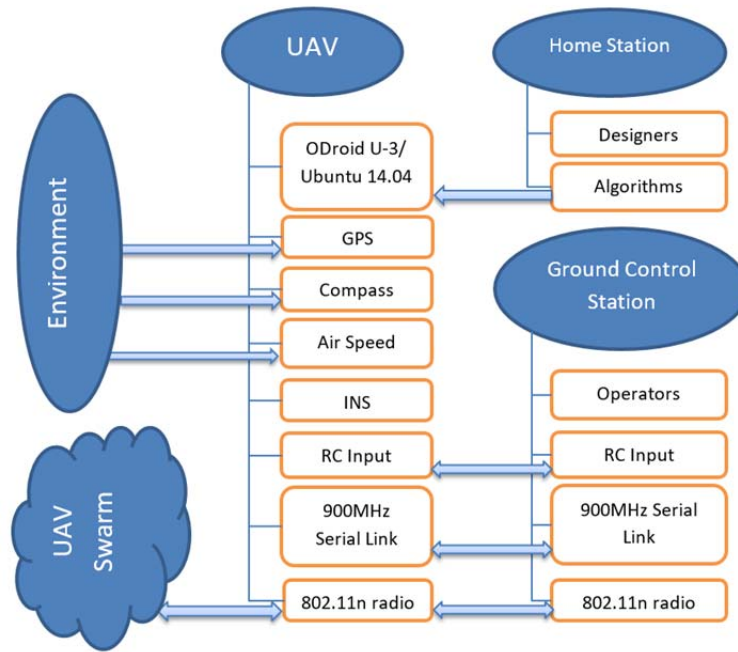 UAV
Home Station
ODroid U-3/
Ubuntu 14.04
Designers
Algorithms
Environment
GPS
Ground Control
Station
Compass
Air Speed
INS
Operators
RC Input
RC Input
UAV
Swarm
900MHz
Serial Link
900MHz Serial
Link
802.11n radio
802.11n radio